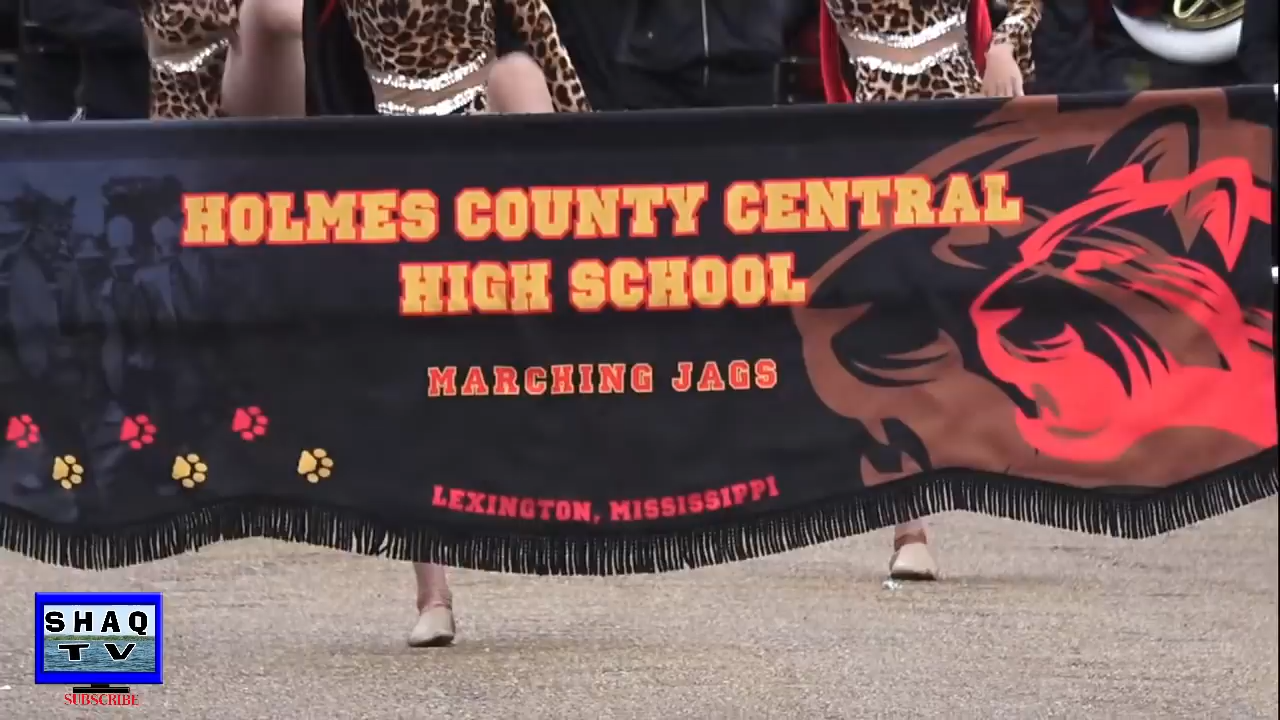 HOLMES COUNTY CENTRAL
HIGH SCHOOL
MARCHING JAGS
LEXINGTON, MISSISSIPPI
SHAQ
TV
SUBSCRIBE